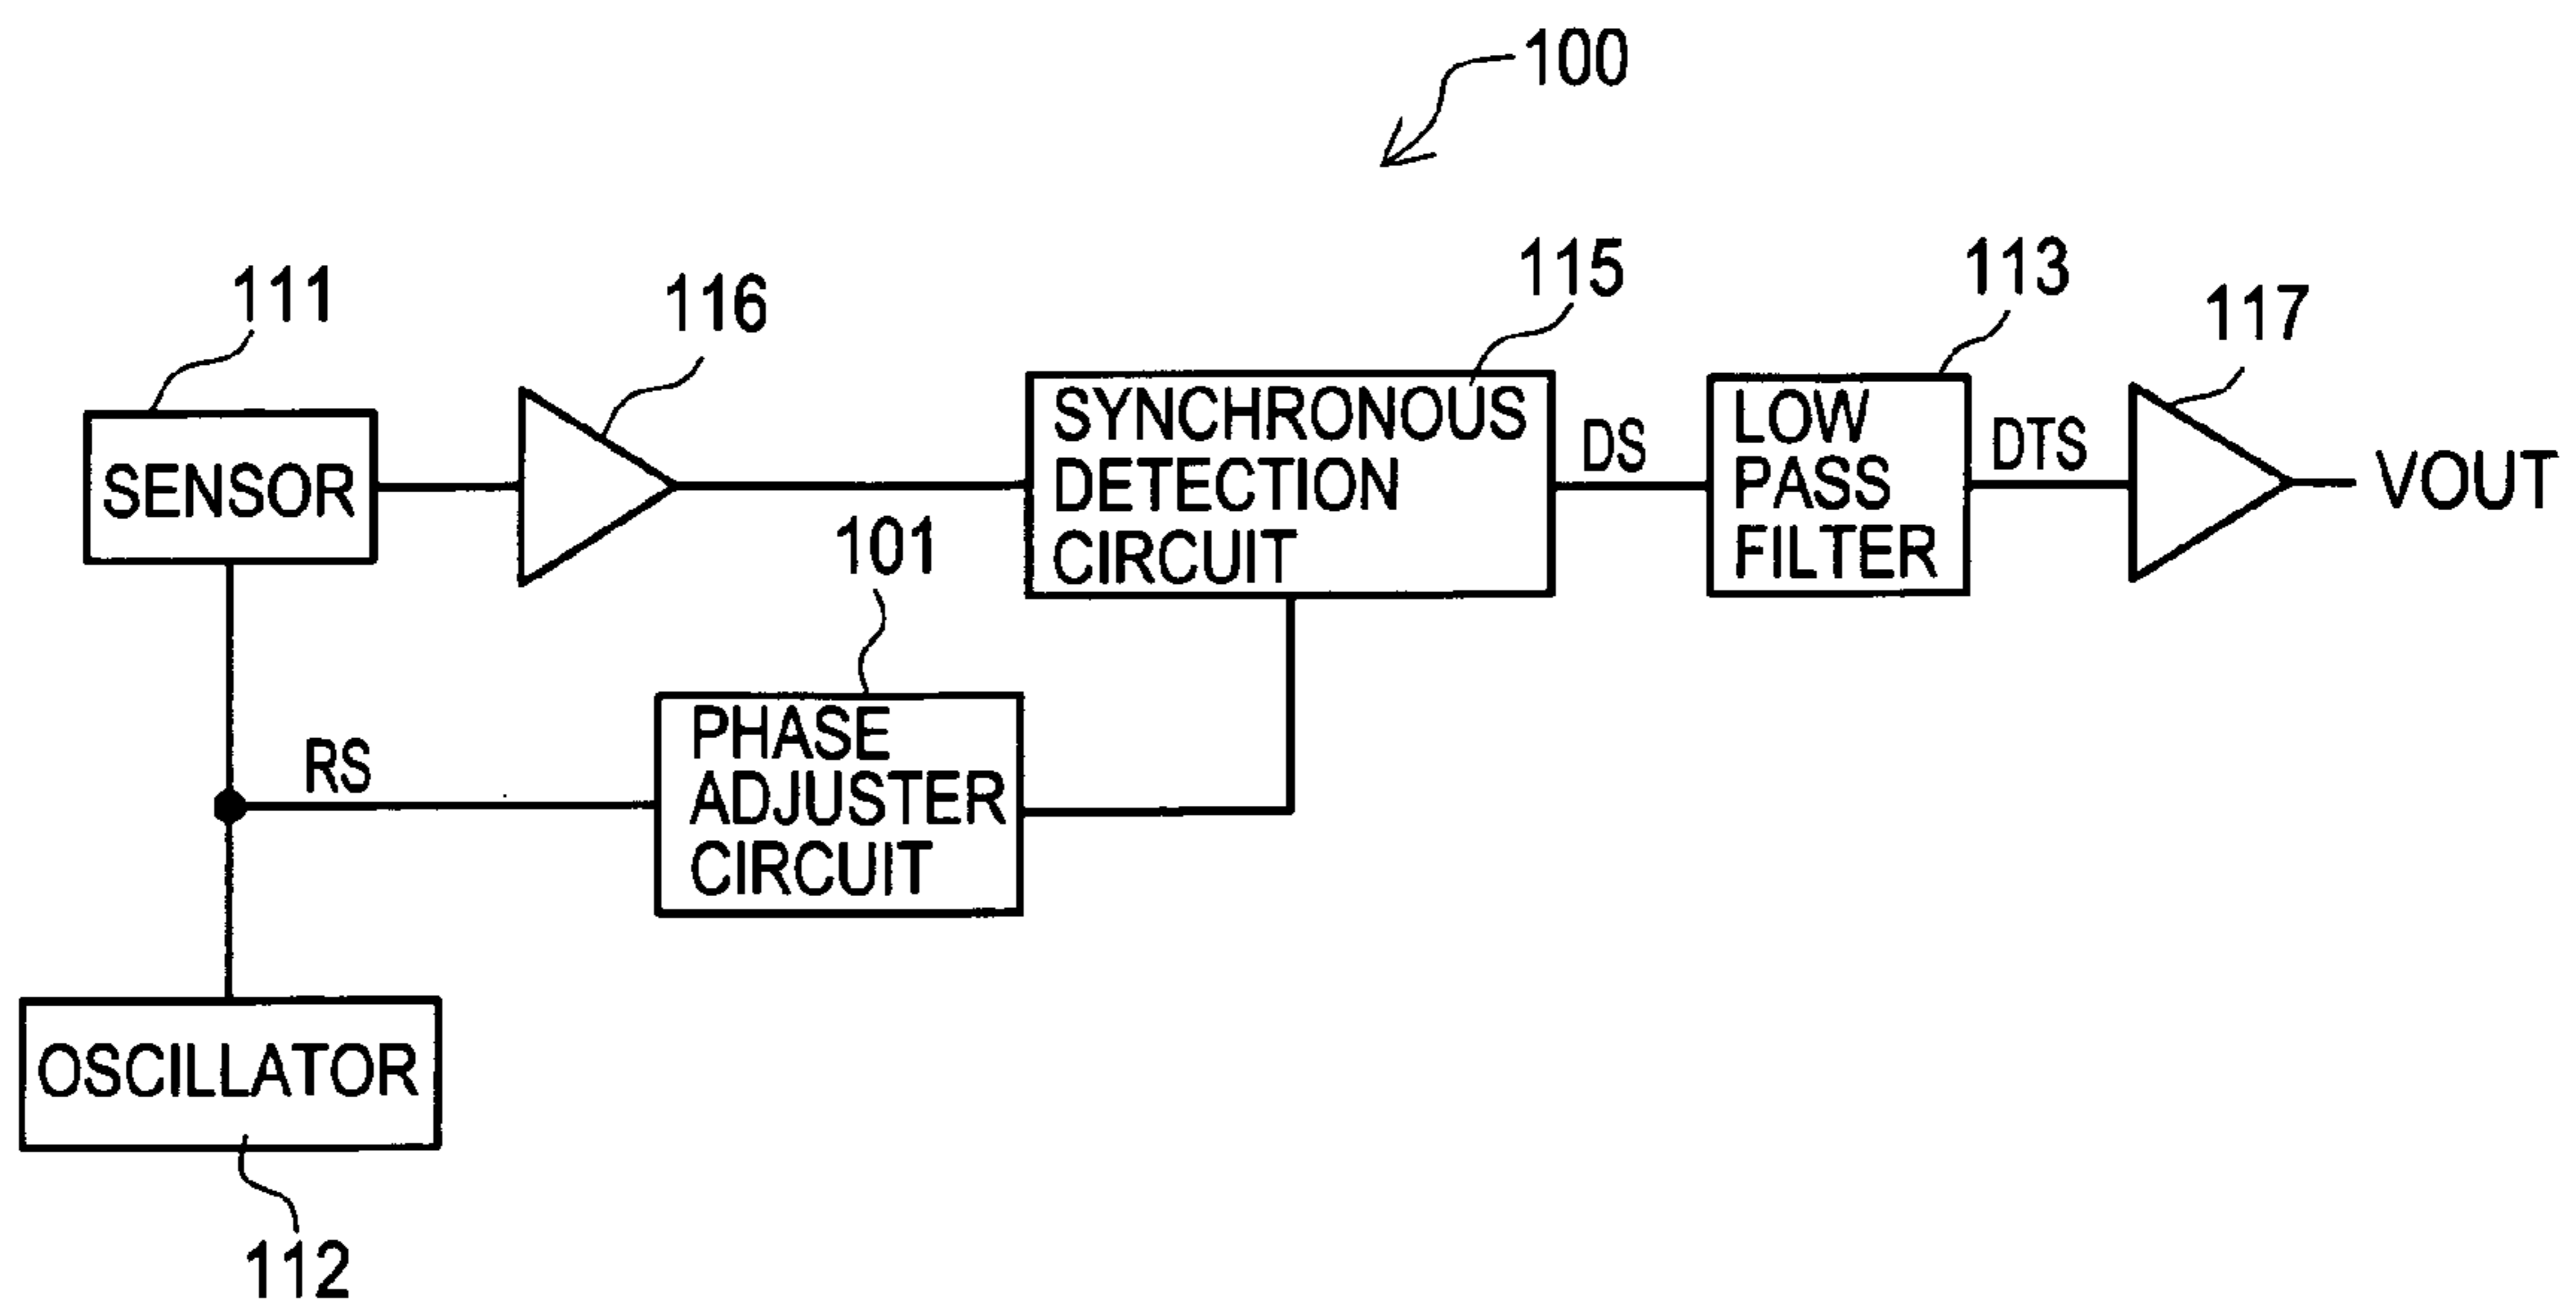 100
111
116
115
113
117
SENSOR
SYNCHRONOUS
DETECTION
CIRCUIT
DS
LOW
PASS
FILTER
DTS
VOUT
101
RS
PHASE
ADJUSTER
CIRCUIT
OSCILLATOR
112